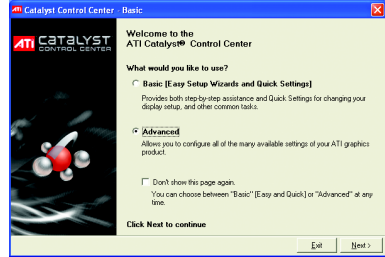 Catalyst Control Center - Basic
ATI CATALYST
CONTROL CENTER
Welcome to the
ATI Catalyst® Control Center
What would you like to use?
Basic [Easy Setup Wizards and Quick Settings]
Provides both step-by-step assistance and Quick Settings for changing your
display setup, and other common tasks.
Advanced
Allows you to configure all of the many available settings of your ATI graphics
product.
Don't show this page again.
You can choose between "Basic" [Easy and Quick] or "Advanced" at any
time.
Click Next to continue
Exit
Next >